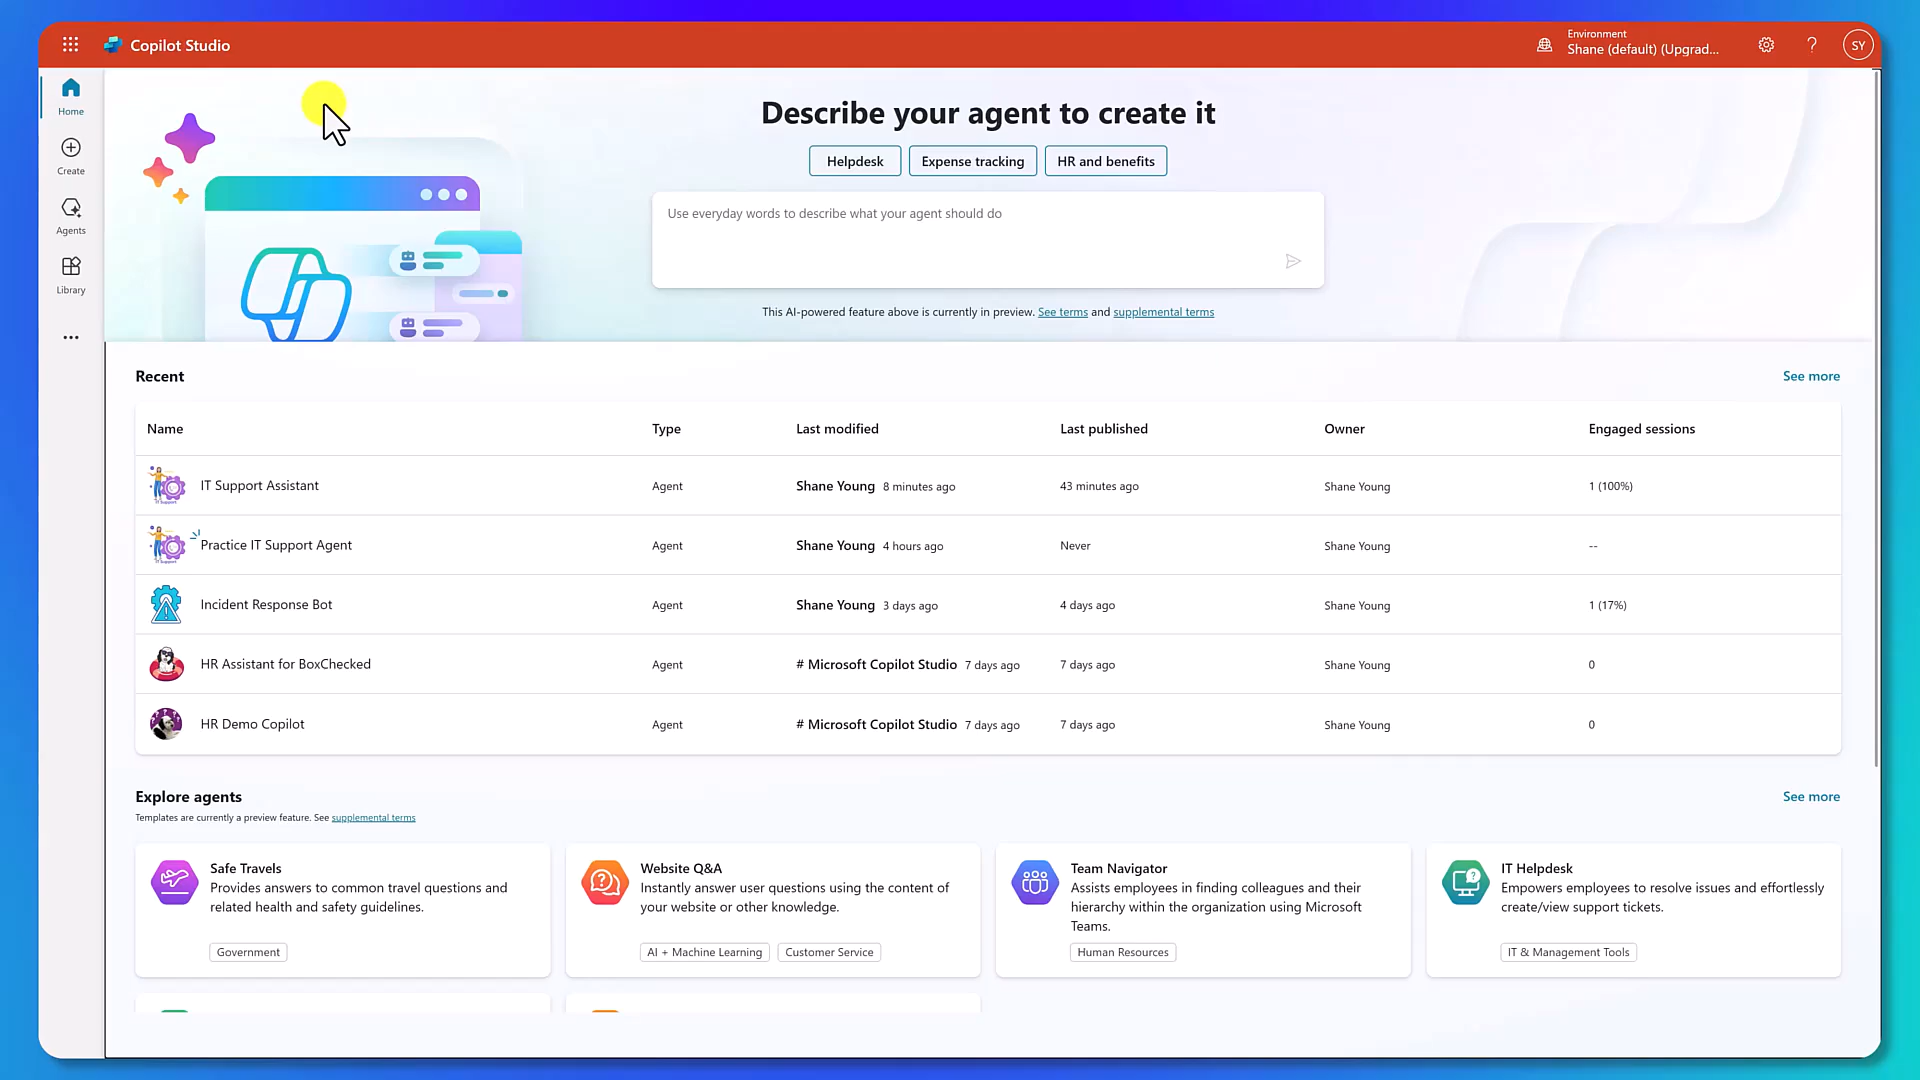 Copilot Studio
Environment
Shane (default) (Upgrad...
?
SY
Home
Create
Agents
Library
Describe your agent to create it
Helpdesk
Expense tracking
HR and benefits
Use everyday words to describe what your agent should do
This AI-powered feature above is currently in preview. See terms and supplemental terms
Recent
See more
Name Type Last modified Last published Owner Engaged sessions
IT Support Assistant Agent Shane Young 8 minutes ago 43 minutes ago Shane Young 1 (100%)
Practice IT Support Agent Agent Shane Young 4 hours ago Never Shane Young --
Incident Response Bot Agent Shane Young 3 days ago 4 days ago Shane Young 1 (17%)
HR Assistant for BoxChecked Agent # Microsoft Copilot Studio 7 days ago 7 days ago Shane Young 0
HR Demo Copilot Agent # Microsoft Copilot Studio 7 days ago 7 days ago Shane Young 0
Explore agents
See more
Templates are currently a preview feature. See supplemental terms
Safe Travels
Provides answers to common travel questions and
related health and safety guidelines.
Government
Website Q&A
Instantly answer user questions using the content of
your website or other knowledge.
AI + Machine Learning
Customer Service
Team Navigator
Assists employees in finding colleagues and their
hierarchy within the organization using Microsoft
Teams.
Human Resources
IT Helpdesk
Empowers employees to resolve issues and effortlessly
create/view support tickets.
IT & Management Tools